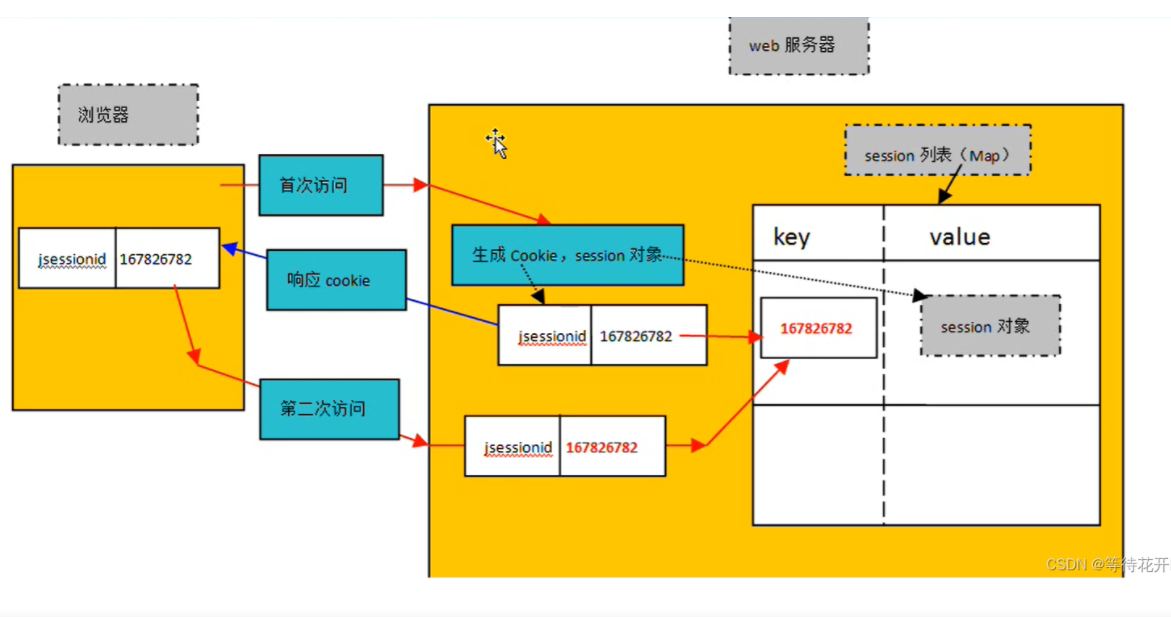 web 服务器
浏览器
session 列表（Map）
首次访问
key
value
生成 Cookie，session 对象
jsessionid 167826782
响应 cookie
167826782
session 对象
jsessionid 167826782
第二次访问
jsessionid 167826782
CSDN @等待花开